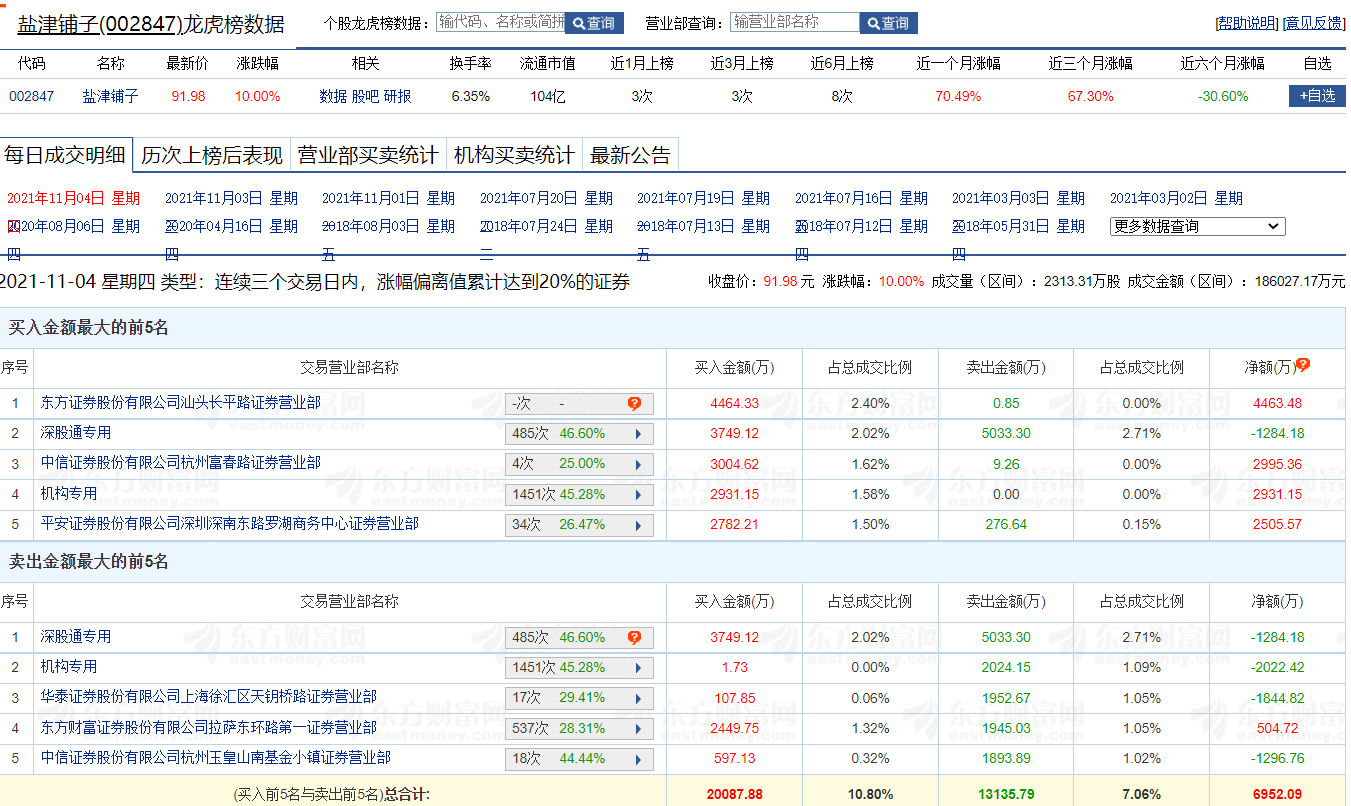 盐津铺子(002847)龙虎榜数据 个股龙虎榜数据： 输代码、名称或简拼 查询 营业部查询： 输营业部名称 查询 [帮助说明] [意见反馈]
代码 名称 最新价 涨跌幅 相关 换手率 流通市值 近1月上榜 近3月上榜 近6月上榜 近一个月涨幅 近三个月涨幅 近六个月涨幅 自选
002847 盐津铺子 91.98 10.00% 数据 股吧 研报 6.35% 104亿 3次 3次 8次 70.49% 67.30% -30.60% +自选
每日成交明细 历次上榜后表现 营业部买卖统计 机构买卖统计 最新公告
2021年11月04日 星期 2021年11月03日 星期 2021年11月01日 星期 2021年07月20日 星期 2021年07月19日 星期 2021年07月16日 星期 2021年03月03日 星期 2021年03月02日 星期
2020年08月06日 星期 2020年04月16日 星期 2018年08月03日 星期 2018年07月24日 星期 2018年07月13日 星期 2018年07月12日 星期 2018年05月31日 星期 更多数据查询
四 四 五 二 五 四 四
2021-11-04 星期四 类型：连续三个交易日内，涨幅偏离值累计达到20%的证券 收盘价：91.98 元 涨跌幅：10.00% 成交量（区间）：2313.31万股 成交金额（区间）：186027.17万元
买入金额最大的前5名
序号 交易营业部名称 买入金额(万) 占总成交比例 卖出金额(万) 占总成交比例 净额(万)
1 东方证券股份有限公司汕头长平路证券营业部 -次 - 4464.33 2.40% 0.85 0.00% 4463.48
2 深股通专用 485次 46.60% 3749.12 2.02% 5033.30 2.71% -1284.18
3 中信证券股份有限公司杭州富春路证券营业部 4次 25.00% 3004.62 1.62% 9.26 0.00% 2995.36
4 机构专用 1451次 45.28% 2931.15 1.58% 0.00 0.00% 2931.15
5 平安证券股份有限公司深圳深南东路罗湖商务中心证券营业部 34次 26.47% 2782.21 1.50% 276.64 0.15% 2505.57
卖出金额最大的前5名
序号 交易营业部名称 买入金额(万) 占总成交比例 卖出金额(万) 占总成交比例 净额(万)
1 深股通专用 485次 46.60% 3749.12 2.02% 5033.30 2.71% -1284.18
2 机构专用 1451次 45.28% 1.73 0.00% 2024.15 1.09% -2022.42
3 华泰证券股份有限公司上海徐汇区天钥桥路证券营业部 17次 29.41% 107.85 0.06% 1952.67 1.05% -1844.82
4 东方财富证券股份有限公司拉萨东环路第一证券营业部 537次 28.31% 2449.75 1.32% 1945.03 1.05% 504.72
5 中信证券股份有限公司杭州玉皇山南基金小镇证券营业部 18次 44.44% 597.13 0.32% 1893.89 1.02% -1296.76
(买入前5名与卖出前5名)总合计: 20087.88 10.80% 13135.79 7.06% 6952.09